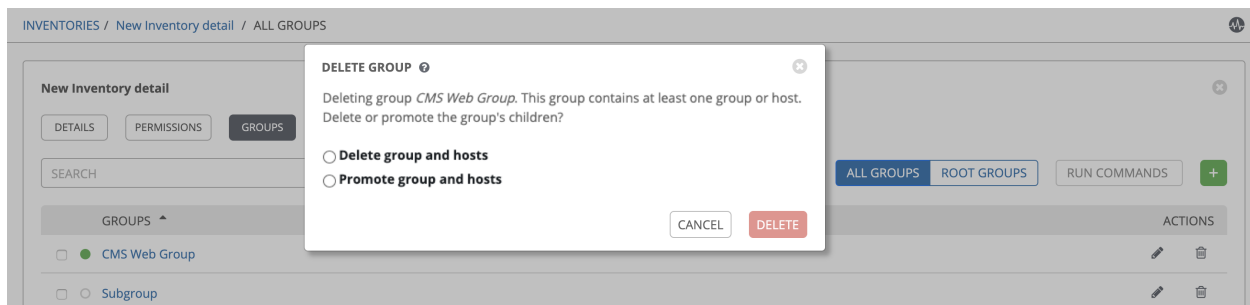 INVENTORIES / New Inventory detail / ALL GROUPS
DELETE GROUP
New Inventory detail
Deleting group CMS Web Group. This group contains at least one group or host.
Delete or promote the group's children?
DETAILS PERMISSIONS GROUPS
Delete group and hosts
SEARCH
ALL GROUPS ROOT GROUPS RUN COMMANDS +
Promote group and hosts
GROUPS ACTIONS
CANCEL DELETE
CMS Web Group
Subgroup